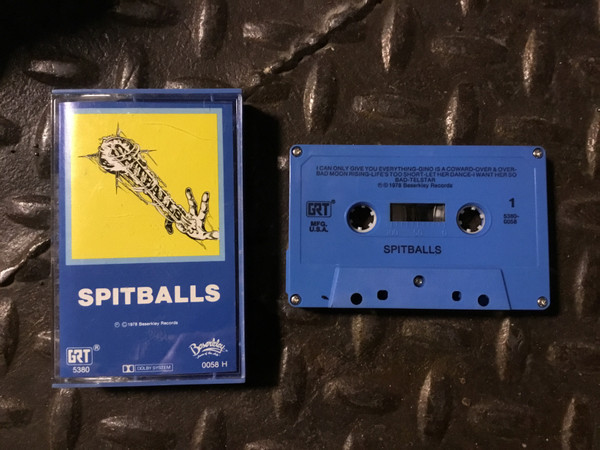 SPITBALLS
SPITBALLS
℗ © 1978 Beserkley Records
GRT®
5380
DOLBY SYSTEM
Beserkley
0058 H
I CAN ONLY GIVE YOU EVERYTHING-GINO IS A COWARD-OVER & OVER-
BAD MOON RISING-LIFE'S TOO SHORT-LET HER DANCE-I WANT HER SO
BAD-TELSTAR
℗© 1978 Beserkley Records
GRT®
MFG.
U.S.A.
1
5380-
0058
SPITBALLS